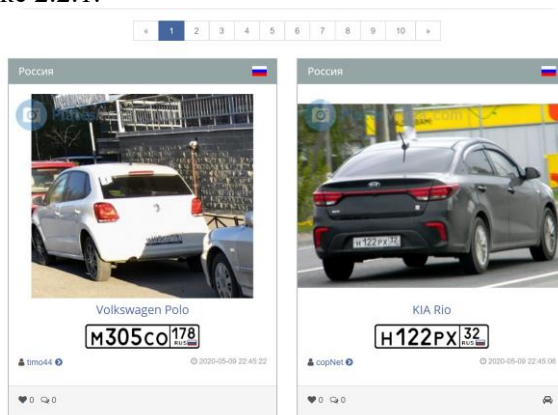 « 1 2 3 4 5 6 7 8 9 10 »
Россия
Volkswagen Polo
М305СО 178
RUS
timo44
2020-05-09 22:45:22
0 0
Россия
Н122РХ 32
KIA Rio
Н122РХ 32
RUS
copNet
2020-05-09 22:45:06
0 0